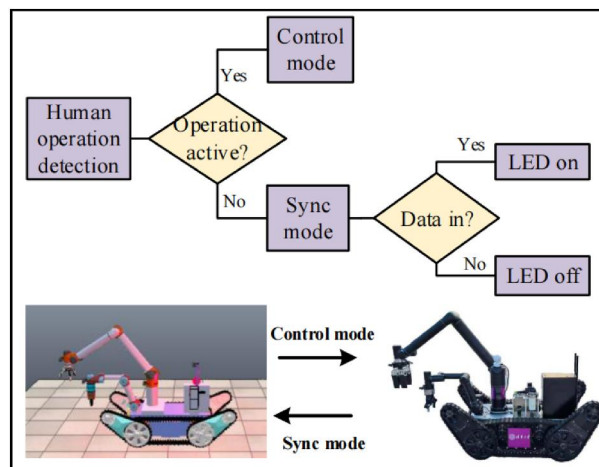 Control
mode
Yes
Human
operation
detection
Operation
active?
No
Sync
mode
Data in?
Yes
LED on
No
LED off
Control mode
Sync mode